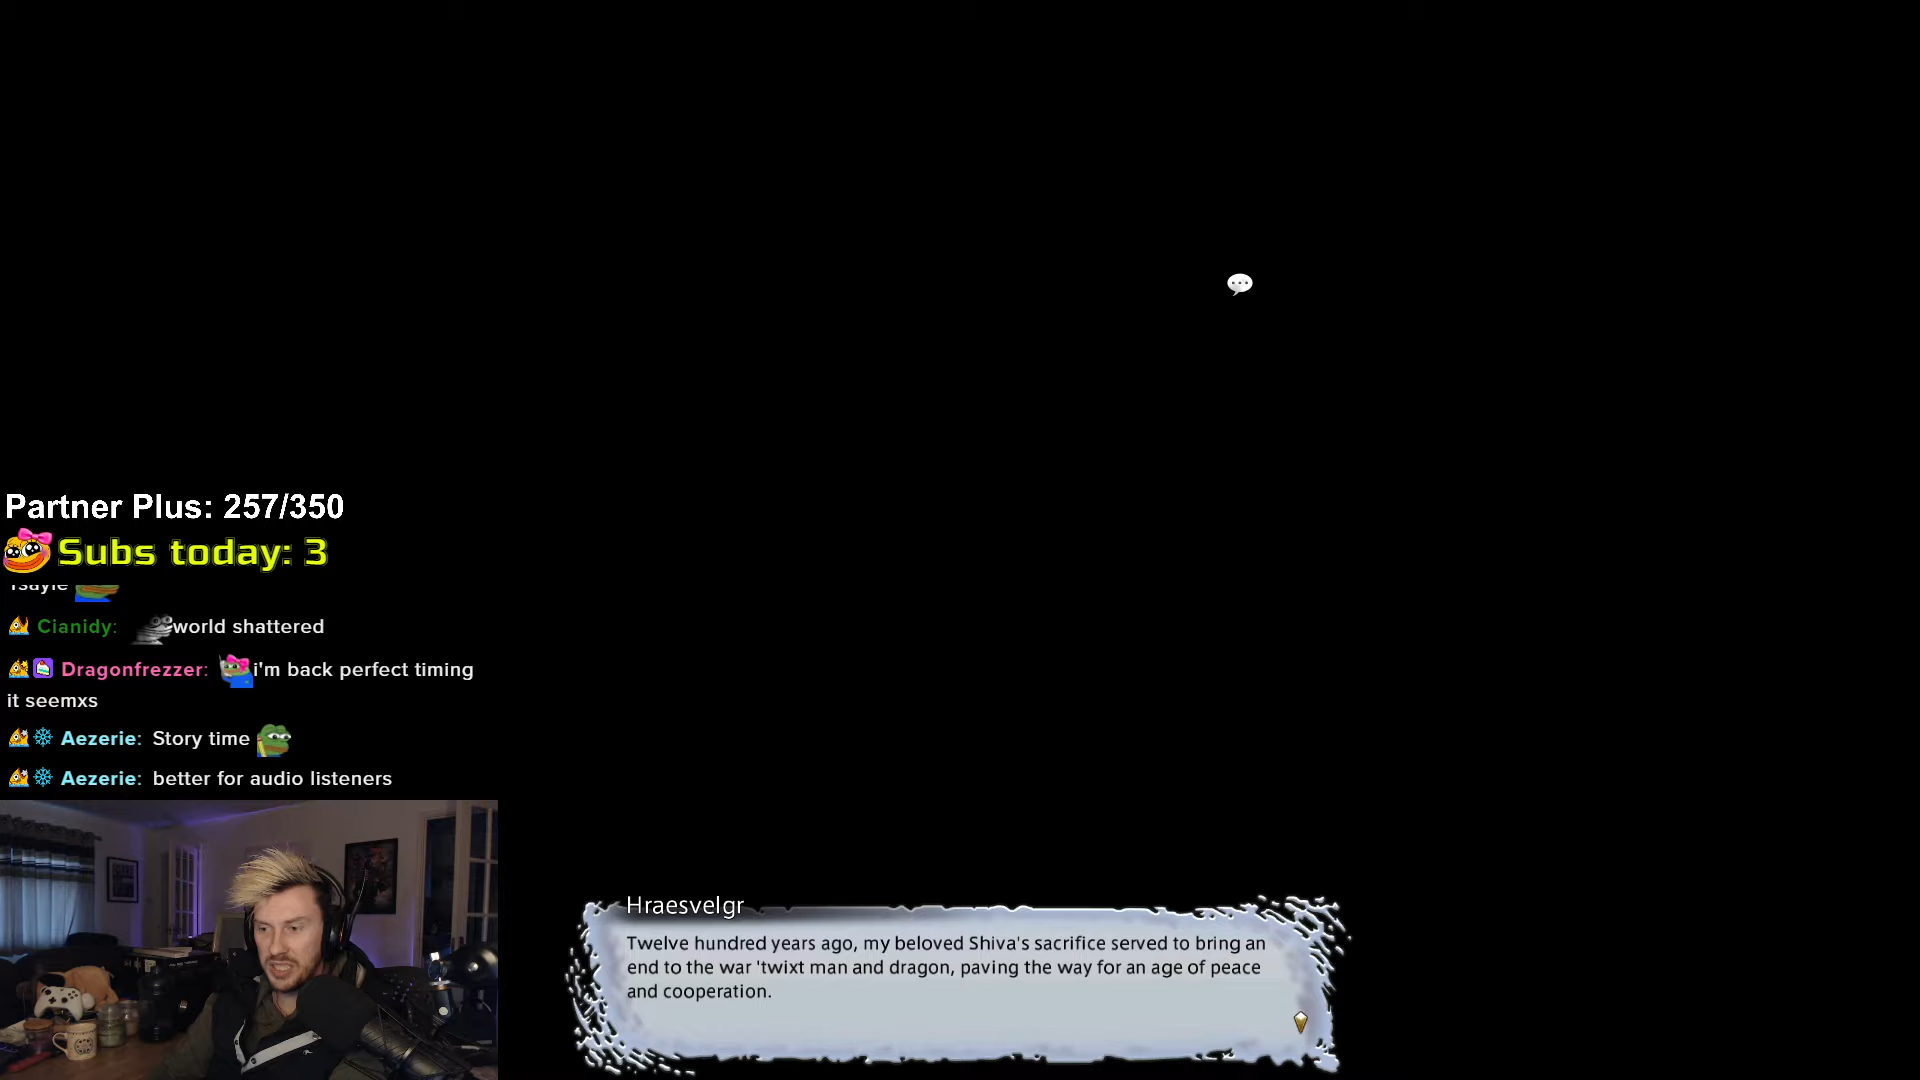 Partner Plus: 257/350
Subs today: 3
Cianidy: world shattered
Dragonfrezzer: i'm back perfect timing
it seemxs
Aezerie: Story time
Aezerie: better for audio listeners
Hraesvelgr
Twelve hundred years ago, my beloved Shiva's sacrifice served to bring an
end to the war 'twixt man and dragon, paving the way for an age of peace
and cooperation.